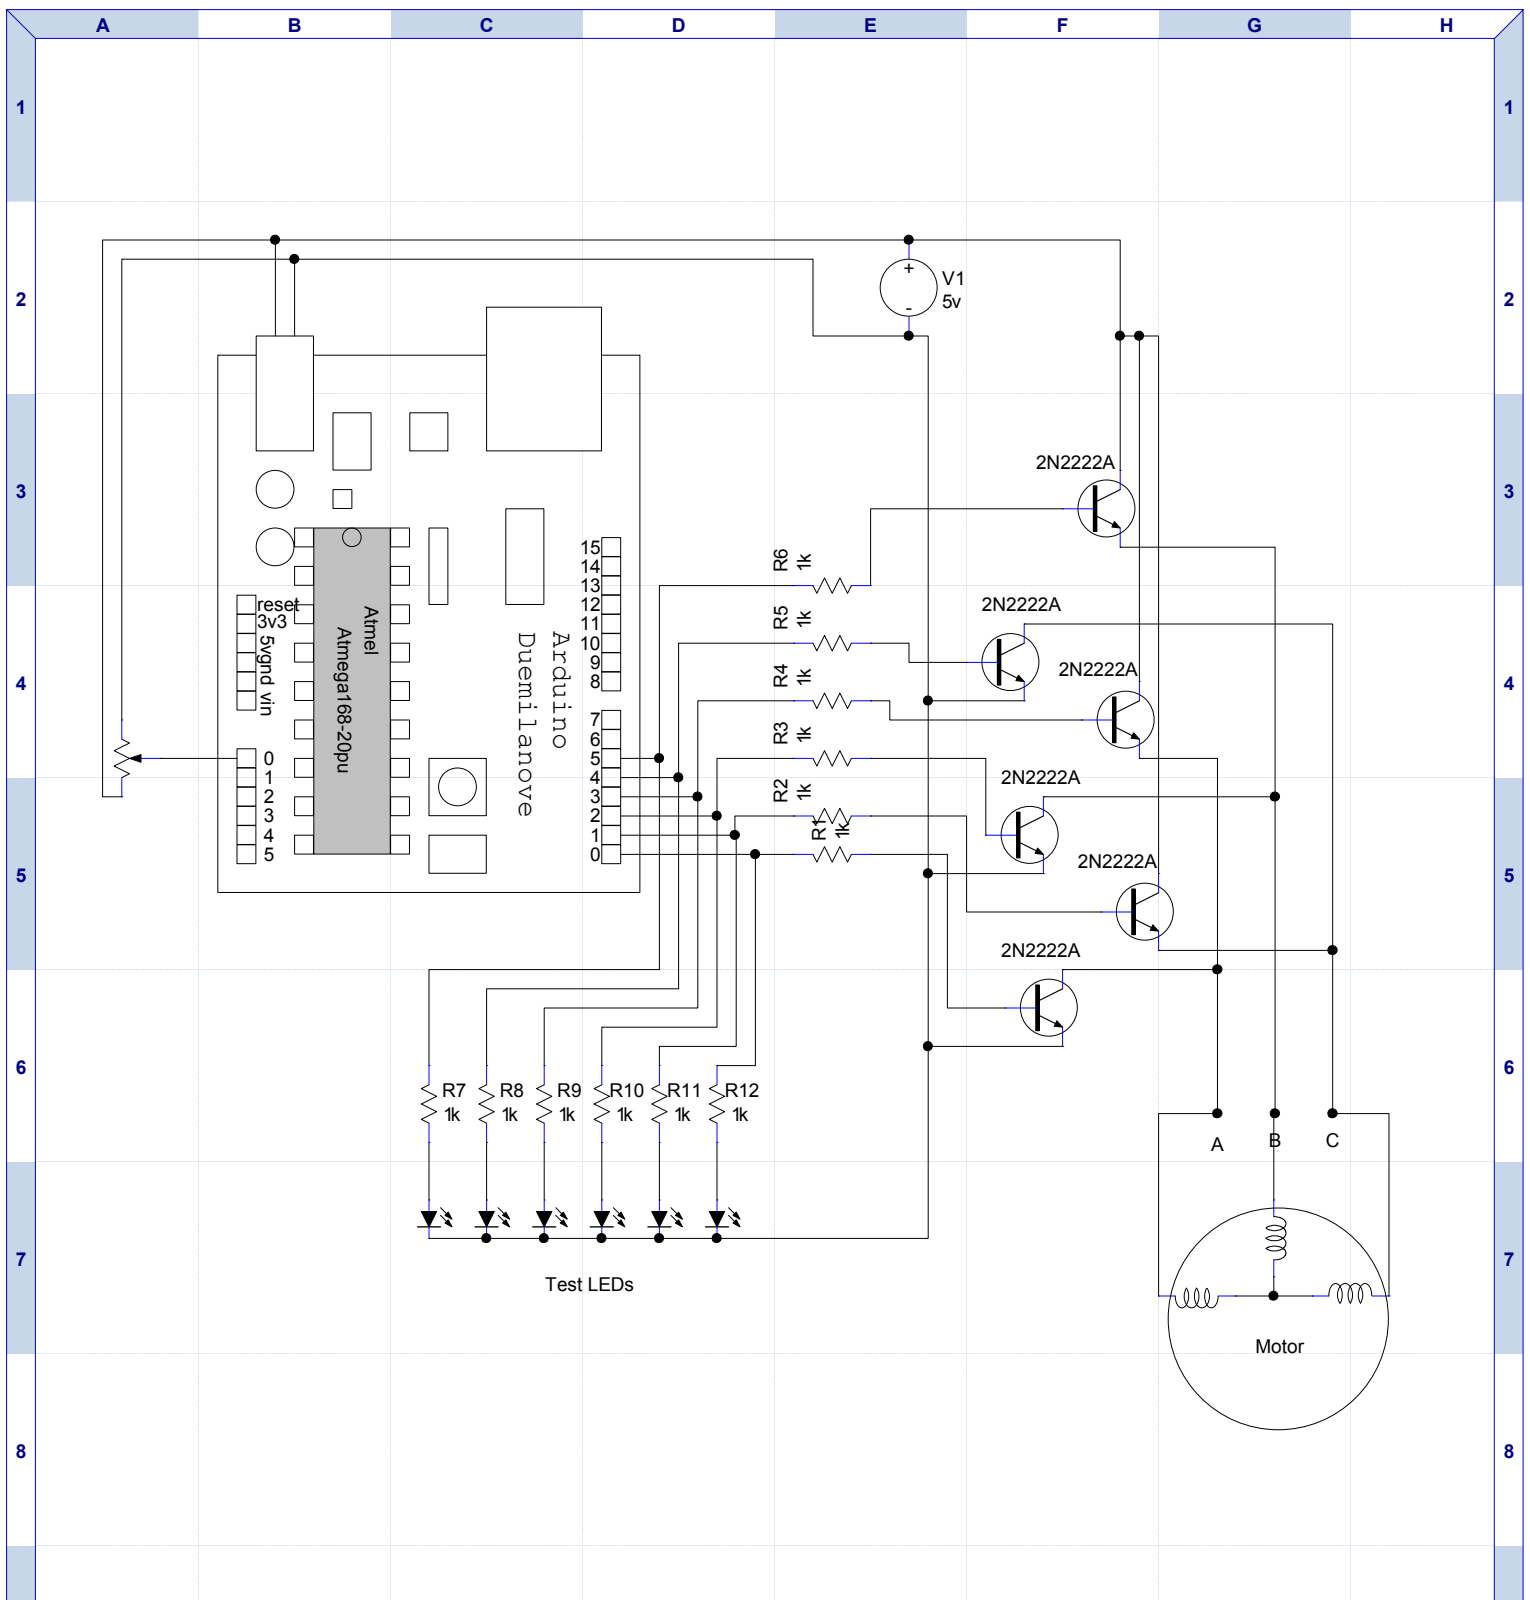 A B C D E F G H
1 1
2 2
V1
5v
+
-
3 3
2N2222A
15
14
13
12
11
10
9
8
R6 1k
R5 1k
R4 1k
R3 1k
R2 1k
R1 1k
reset
3v3
5vgnd vin
Atmel
Atmega168-20pu
Arduino
Duemilanove
2N2222A
2N2222A
4 4
7
6
5
4
3
2
1
0
0
1
2
3
4
5
2N2222A
2N2222A
5 5
2N2222A
6 6
R7
1k
R8
1k
R9
1k
R10
1k
R11
1k
R12
1k
A B C
7 7
Test LEDs
Motor
8 8